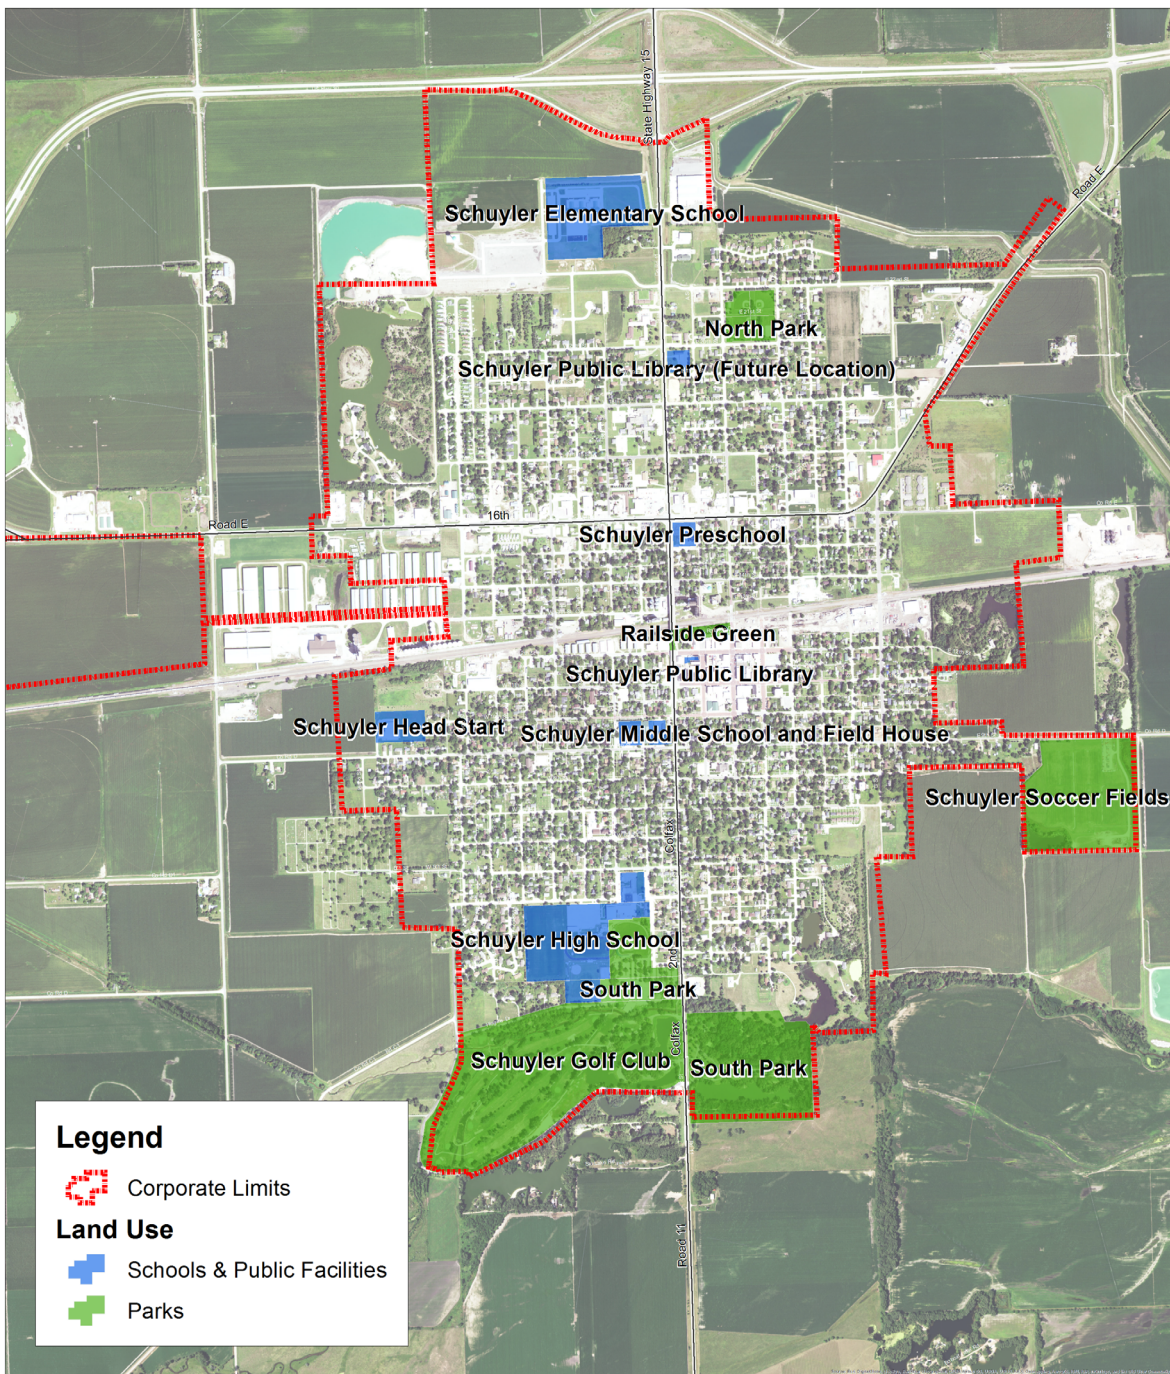 State Highway 15
Road E
Schuyler Elementary School
North Park
Schuyler Public Library (Future Location)
16th
Road E
Schuyler Preschool
Railside Green
Schuyler Public Library
Schuyler Head Start
Schuyler Middle School and Field House
Schuyler Soccer Fields
Colfax
Schuyler High School
2nd
South Park
Colfax
Schuyler Golf Club
South Park
Road 11
Legend
Corporate Limits
Land Use
Schools & Public Facilities
Parks